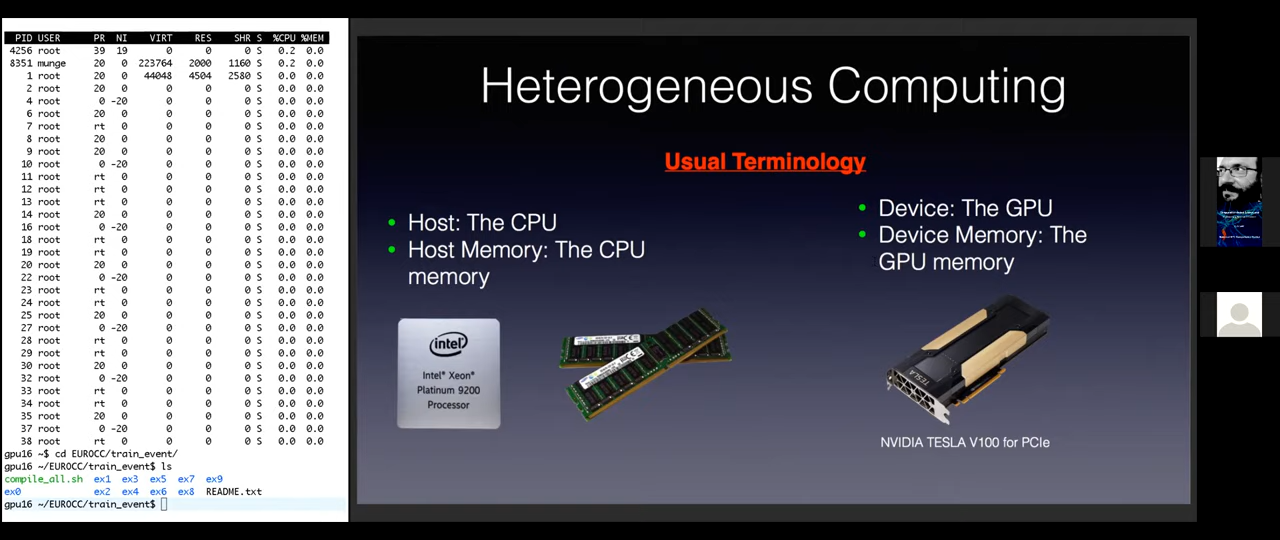 PID USER PR NI VIRT RES SHR S %CPU %MEM
4256 root 39 19 0 0 0 S 0.2 0.0
8351 munge 20 0 223764 2000 1160 S 0.2 0.0
1 root 20 0 44048 4504 2580 S 0.0 0.0
2 root 20 0 0 0 0 S 0.0 0.0
4 root 0 -20 0 0 0 S 0.0 0.0
6 root 20 0 0 0 0 S 0.0 0.0
7 root rt 0 0 0 0 S 0.0 0.0
8 root 20 0 0 0 0 S 0.0 0.0
9 root 20 0 0 0 0 S 0.0 0.0
10 root 0 -20 0 0 0 S 0.0 0.0
11 root rt 0 0 0 0 S 0.0 0.0
12 root rt 0 0 0 0 S 0.0 0.0
13 root rt 0 0 0 0 S 0.0 0.0
14 root 20 0 0 0 0 S 0.0 0.0
16 root 0 -20 0 0 0 S 0.0 0.0
18 root rt 0 0 0 0 S 0.0 0.0
19 root rt 0 0 0 0 S 0.0 0.0
20 root 20 0 0 0 0 S 0.0 0.0
22 root 0 -20 0 0 0 S 0.0 0.0
23 root rt 0 0 0 0 S 0.0 0.0
24 root rt 0 0 0 0 S 0.0 0.0
25 root 20 0 0 0 0 S 0.0 0.0
27 root 0 -20 0 0 0 S 0.0 0.0
28 root rt 0 0 0 0 S 0.0 0.0
29 root rt 0 0 0 0 S 0.0 0.0
30 root 20 0 0 0 0 S 0.0 0.0
32 root 0 -20 0 0 0 S 0.0 0.0
33 root rt 0 0 0 0 S 0.0 0.0
34 root rt 0 0 0 0 S 0.0 0.0
35 root 20 0 0 0 0 S 0.0 0.0
37 root 0 -20 0 0 0 S 0.0 0.0
38 root rt 0 0 0 0 S 0.0 0.0
gpu16 ~$ cd EUROCC/train_event/
gpu16 ~/EUROCC/train_event$ ls
compile_all.sh ex1 ex3 ex5 ex7 ex9
ex0 ex2 ex4 ex6 ex8 README.txt
gpu16 ~/EUROCC/train_event$
Heterogeneous Computing
Usual Terminology
• Host: The CPU
• Host Memory: The CPU
memory
• Device: The GPU
• Device Memory: The
GPU memory
intel
Intel® Xeon®
Platinum 9200
Processor
TESLA
NVIDIA TESLA V100 for PCIe